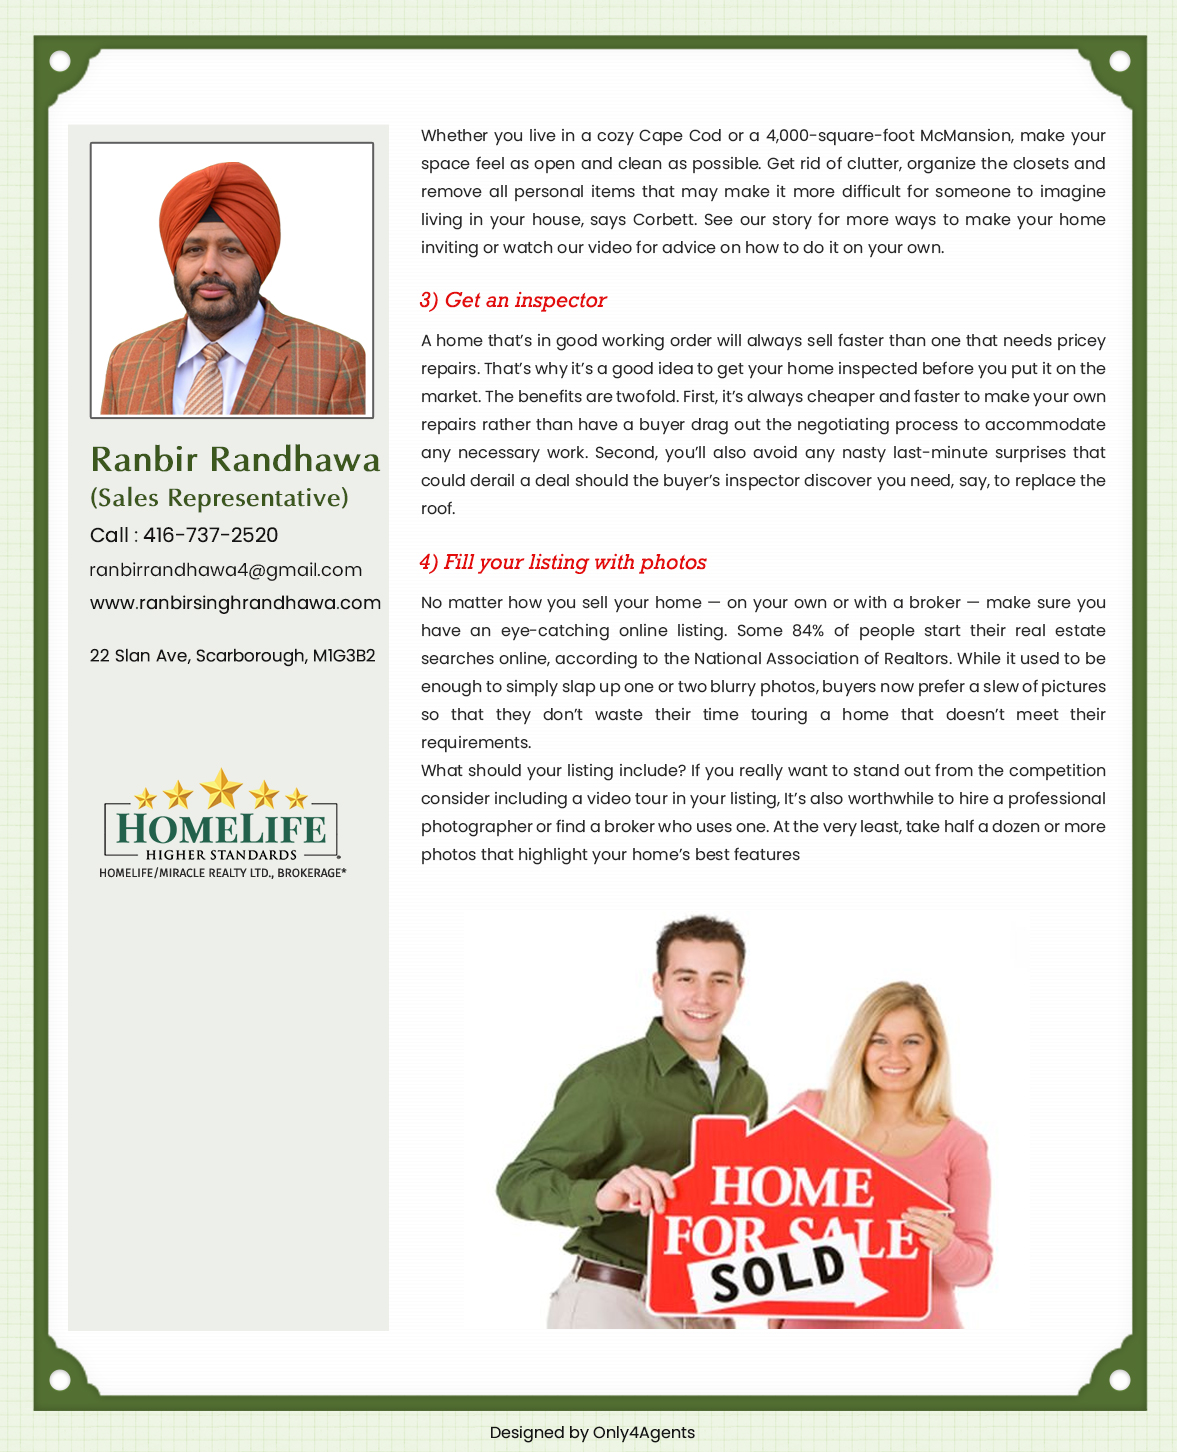 Ranbir Randhawa
(Sales Representative)
Call : 416-737-2520
ranbirrandhawa4@gmail.com
www.ranbirsinghrandhawa.com
22 Slan Ave, Scarborough, M1G3B2
HOMELIFE
HIGHER STANDARDS
HOMELIFE/MIRACLE REALTY LTD., BROKERAGE*
Whether you live in a cozy Cape Cod or a 4,000-square-foot McMansion, make your
space feel as open and clean as possible. Get rid of clutter, organize the closets and
remove all personal items that may make it more difficult for someone to imagine
living in your house, says Corbett. See our story for more ways to make your home
inviting or watch our video for advice on how to do it on your own.
3) Get an inspector
A home that’s in good working order will always sell faster than one that needs pricey
repairs. That’s why it’s a good idea to get your home inspected before you put it on the
market. The benefits are twofold. First, it’s always cheaper and faster to make your own
repairs rather than have a buyer drag out the negotiating process to accommodate
any necessary work. Second, you’ll also avoid any nasty last-minute surprises that
could derail a deal should the buyer’s inspector discover you need, say, to replace the
roof.
4) Fill your listing with photos
No matter how you sell your home — on your own or with a broker — make sure you
have an eye-catching online listing. Some 84% of people start their real estate
searches online, according to the National Association of Realtors. While it used to be
enough to simply slap up one or two blurry photos, buyers now prefer a slew of pictures
so that they don’t waste their time touring a home that doesn’t meet their
requirements.
What should your listing include? If you really want to stand out from the competition
consider including a video tour in your listing, It’s also worthwhile to hire a professional
photographer or find a broker who uses one. At the very least, take half a dozen or more
photos that highlight your home’s best features
HOME
FOR SALE
SOLD
Designed by Only4Agents